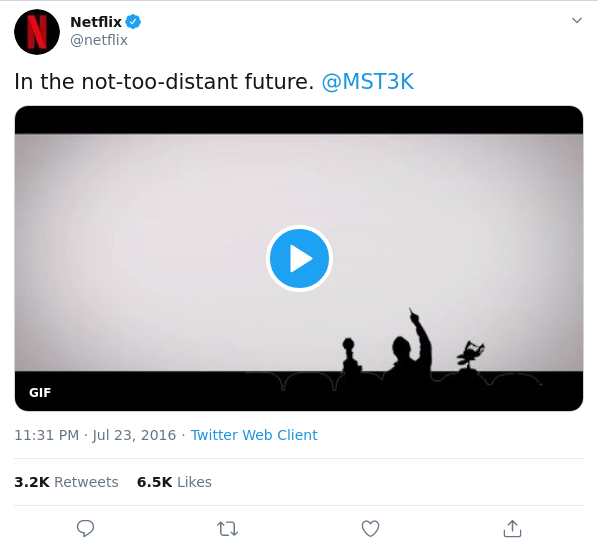 Netflix
@netflix
In the not-too-distant future. @MST3K
GIF
11:31 PM · Jul 23, 2016 · Twitter Web Client
3.2K Retweets 6.5K Likes